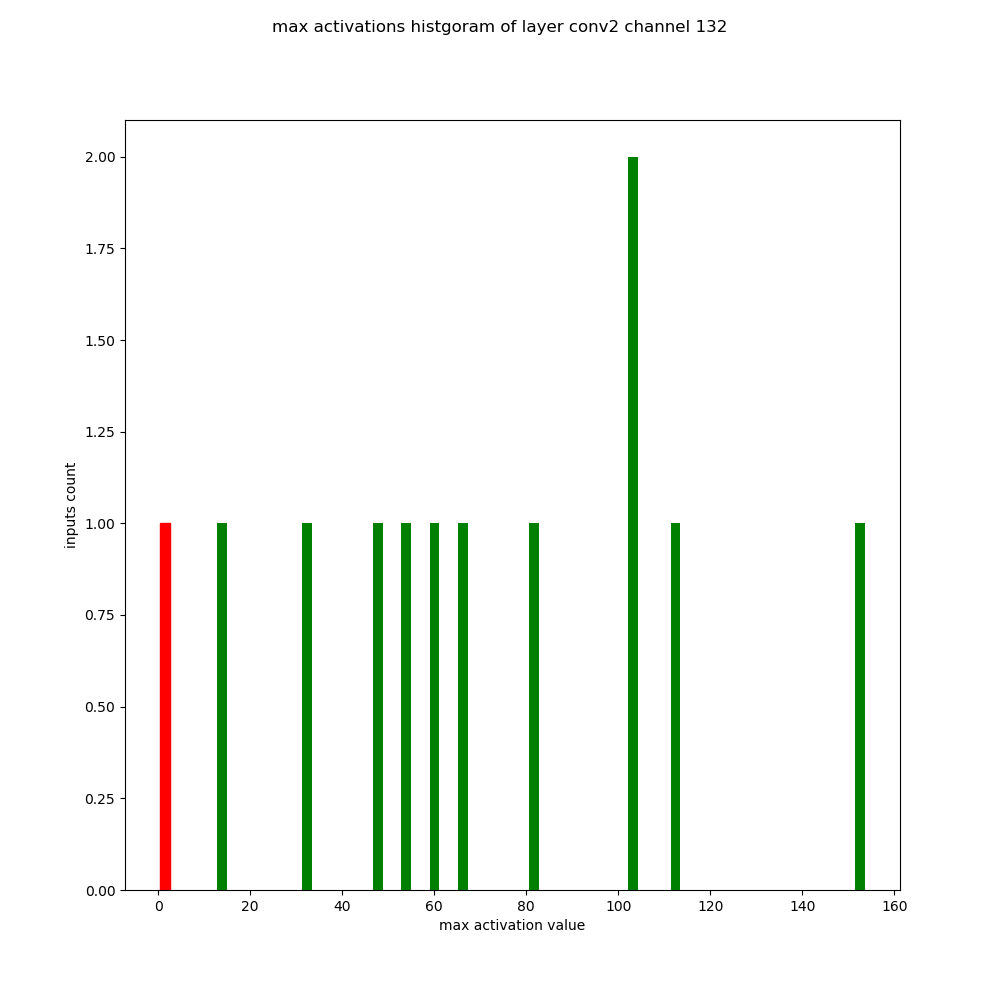 max activations histgoram of layer conv2 channel 132
2.00
1.75
1.50
1.25
1.00
0.75
0.50
0.25
0.00
inputs count
0 20 40 60 80 100 120 140 160
max activation value